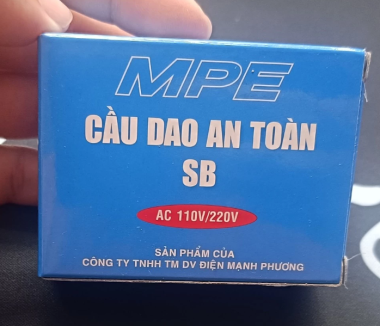 MPE
CẦU DAO AN TOÀN
SB
AC 110V/220V
SẢN PHẨM CỦA
CÔNG TY TNHH TM DV ĐIỆN MẠNH PHƯƠNG